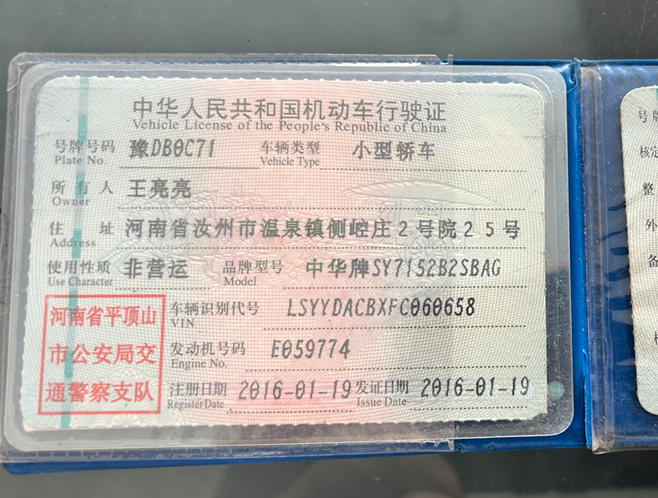 中华人民共和国机动车行驶证
Vehicle License of the People's Republic of China
号牌号码 豫DB0C71 车辆类型 小型轿车
Plate No. Vehicle Type
所有人 王亮亮
Owner
住址 河南省汝州市温泉镇侧崆庄2号院25号
Address
使用性质 非营运 品牌型号 中华牌SY7152B2SBAG
Use Character Model
河南省平顶山
市公安局交
通警察支队
车辆识别代号 LSYYDACBXFC060658
VIN
发动机号码 E059774
Engine No.
注册日期 2016-01-19 发证日期 2016-01-19
Register Date Issue Date
号牌
核定
整
外
备